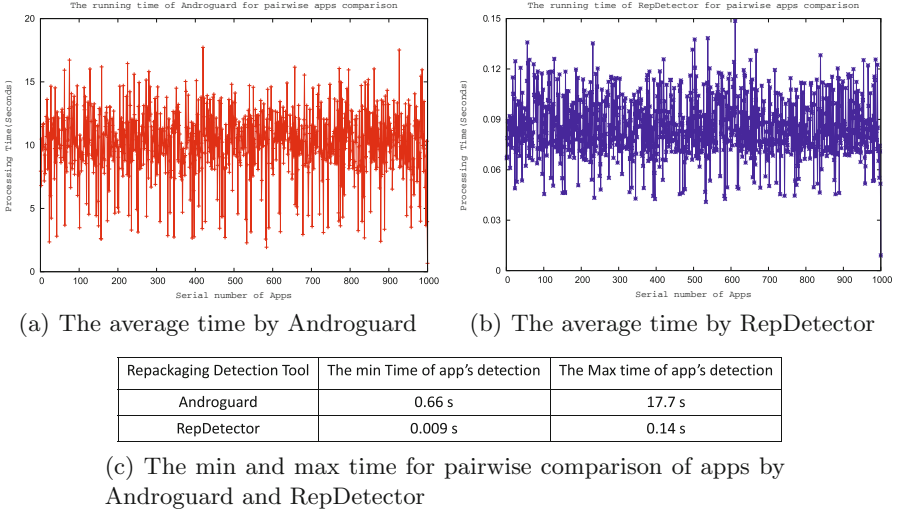 The running time of Androguard for pairwise apps comparison
20
15
10
5
0
Processing Time(Seconds)
0 100 200 300 400 500 600 700 800 900 1000
Serial number of Apps
(a) The average time by Androguard
The running time of RepDetector for pairwise apps comparison
0.15
0.12
0.09
0.06
0.03
0
Processing Time(Seconds)
0 100 200 300 400 500 600 700 800 900 1000
Serial number of Apps
(b) The average time by RepDetector
Repackaging Detection Tool The min Time of app's detection The Max time of app's detection
Androguard 0.66 s 17.7 s
RepDetector 0.009 s 0.14 s
(c) The min and max time for pairwise comparison of apps by
Androguard and RepDetector